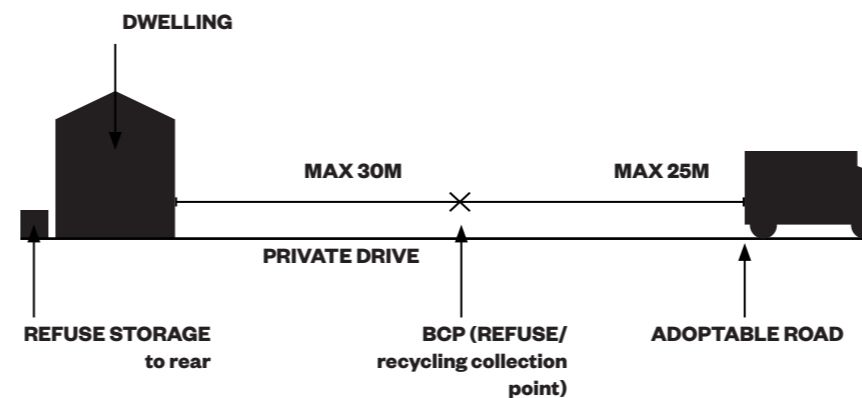 DWELLING
MAX 30M
MAX 25M
PRIVATE DRIVE
REFUSE STORAGE
to rear
BCP (REFUSE/
recycling collection
point)
ADOPTABLE ROAD